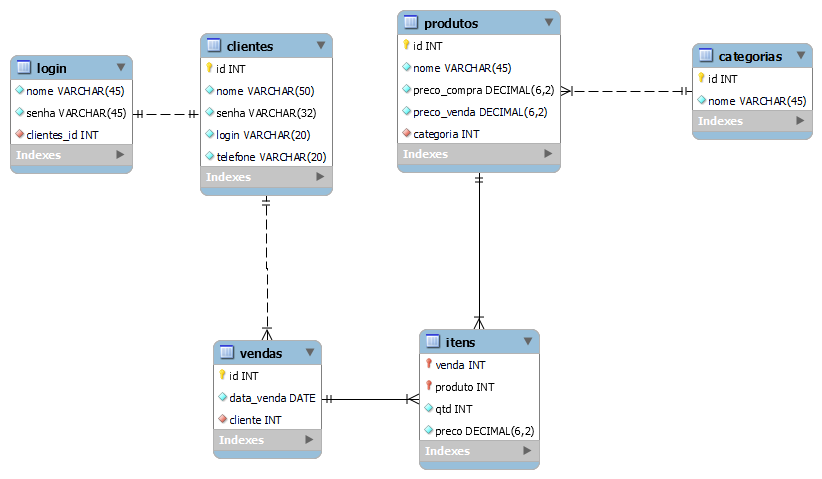 login
nome VARCHAR(45)
senha VARCHAR(45)
clientes_id INT
Indexes
clientes
id INT
nome VARCHAR(50)
senha VARCHAR(32)
login VARCHAR(20)
telefone VARCHAR(20)
Indexes
produtos
id INT
nome VARCHAR(45)
preco_compra DECIMAL(6,2)
preco_venda DECIMAL(6,2)
categoria INT
Indexes
categorias
id INT
nome VARCHAR(45)
Indexes
vendas
id INT
data_venda DATE
cliente INT
Indexes
itens
venda INT
produto INT
qtd INT
preco DECIMAL(6,2)
Indexes